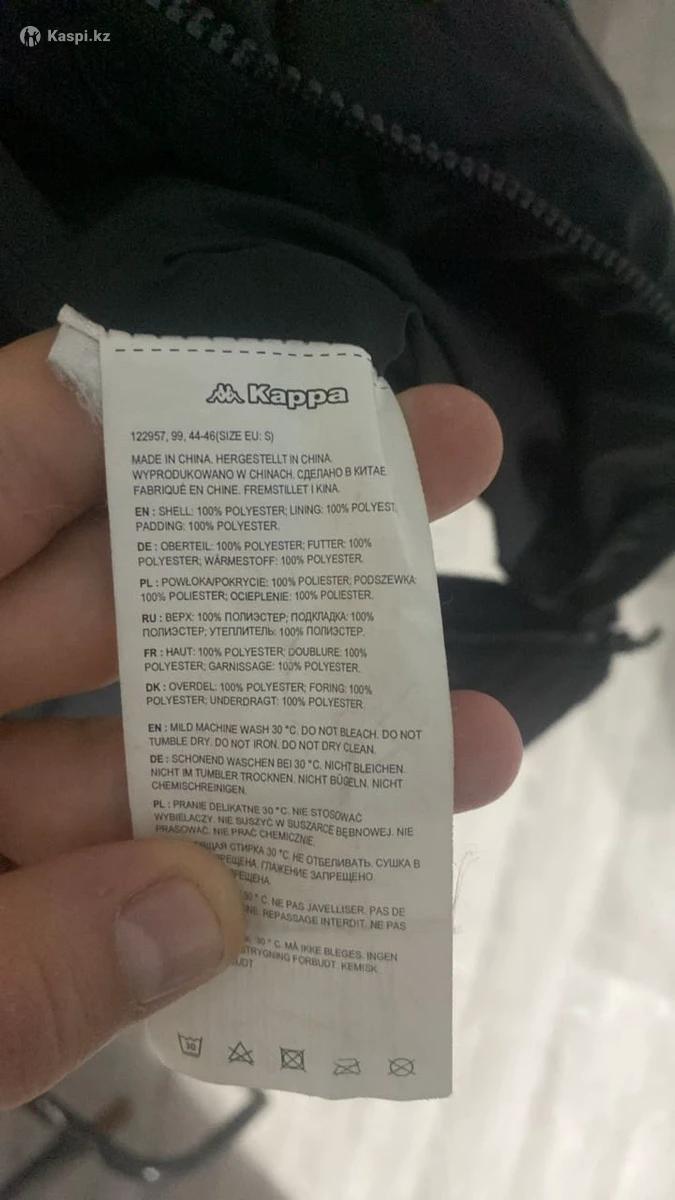 Kaspi.kz
Kappa
122957, 99, 44-46(SIZE EU: S)
MADE IN CHINA. HERGESTELLT IN CHINA.
WYPRODUKOWANO W CHINACH. СДЕЛАНО В КИТАЕ.
FABRIQUÉ EN CHINE. FREMSTILLET I KINA.
EN : SHELL: 100% POLYESTER; LINING: 100% POLYEST
PADDING: 100% POLYESTER.
DE : OBERTEIL: 100% POLYESTER; FUTTER: 100%
POLYESTER; WÄRMESTOFF: 100% POLYESTER.
PL : POWŁOKA/POKRYCIE: 100% POLIESTER; PODSZEWKA:
100% POLIESTER; OCIEPLENIE: 100% POLIESTER.
RU : ВЕРХ: 100% ПОЛИЭСТЕР; ПОДКЛАДКА: 100%
ПОЛИЭСТЕР; УТЕПЛИТЕЛЬ: 100% ПОЛИЭСТЕР.
FR : HAUT: 100% POLYESTER; DOUBLURE: 100%
POLYESTER; GARNISSAGE: 100% POLYESTER.
DK : OVERDEL: 100% POLYESTER; FORING: 100%
POLYESTER; UNDERDRAGT: 100% POLYESTER.
EN : MILD MACHINE WASH 30 °C. DO NOT BLEACH. DO NOT
TUMBLE DRY. DO NOT IRON. DO NOT DRY CLEAN.
DE : SCHONEND WASCHEN BEI 30 °C. NICHT BLEICHEN.
NICHT IM TUMBLER TROCKNEN. NICHT BÜGELN. NICHT
CHEMISCHREINIGEN.
PL : PRANIE DELIKATNE 30 °C. NIE STOSOWAĆ
WYBIELACZY. NIE SUSZYĆ W SUSZARCE BĘBNOWEJ. NIE
PRASOWAĆ. NIE PRAĆ CHEMICZNIE.
СТИРКА 30 °C. НЕ ОТБЕЛИВАТЬ. СУШКА В
ГЛАЖЕНИЕ ЗАПРЕЩЕНО.
30 °C. NE PAS JAVELLISER. PAS DE
REPASSAGE INTERDIT. NE PAS
30 °C. MÅ IKKE BLEGES. INGEN
STRYGNING FORBUDT. KEMISK
30